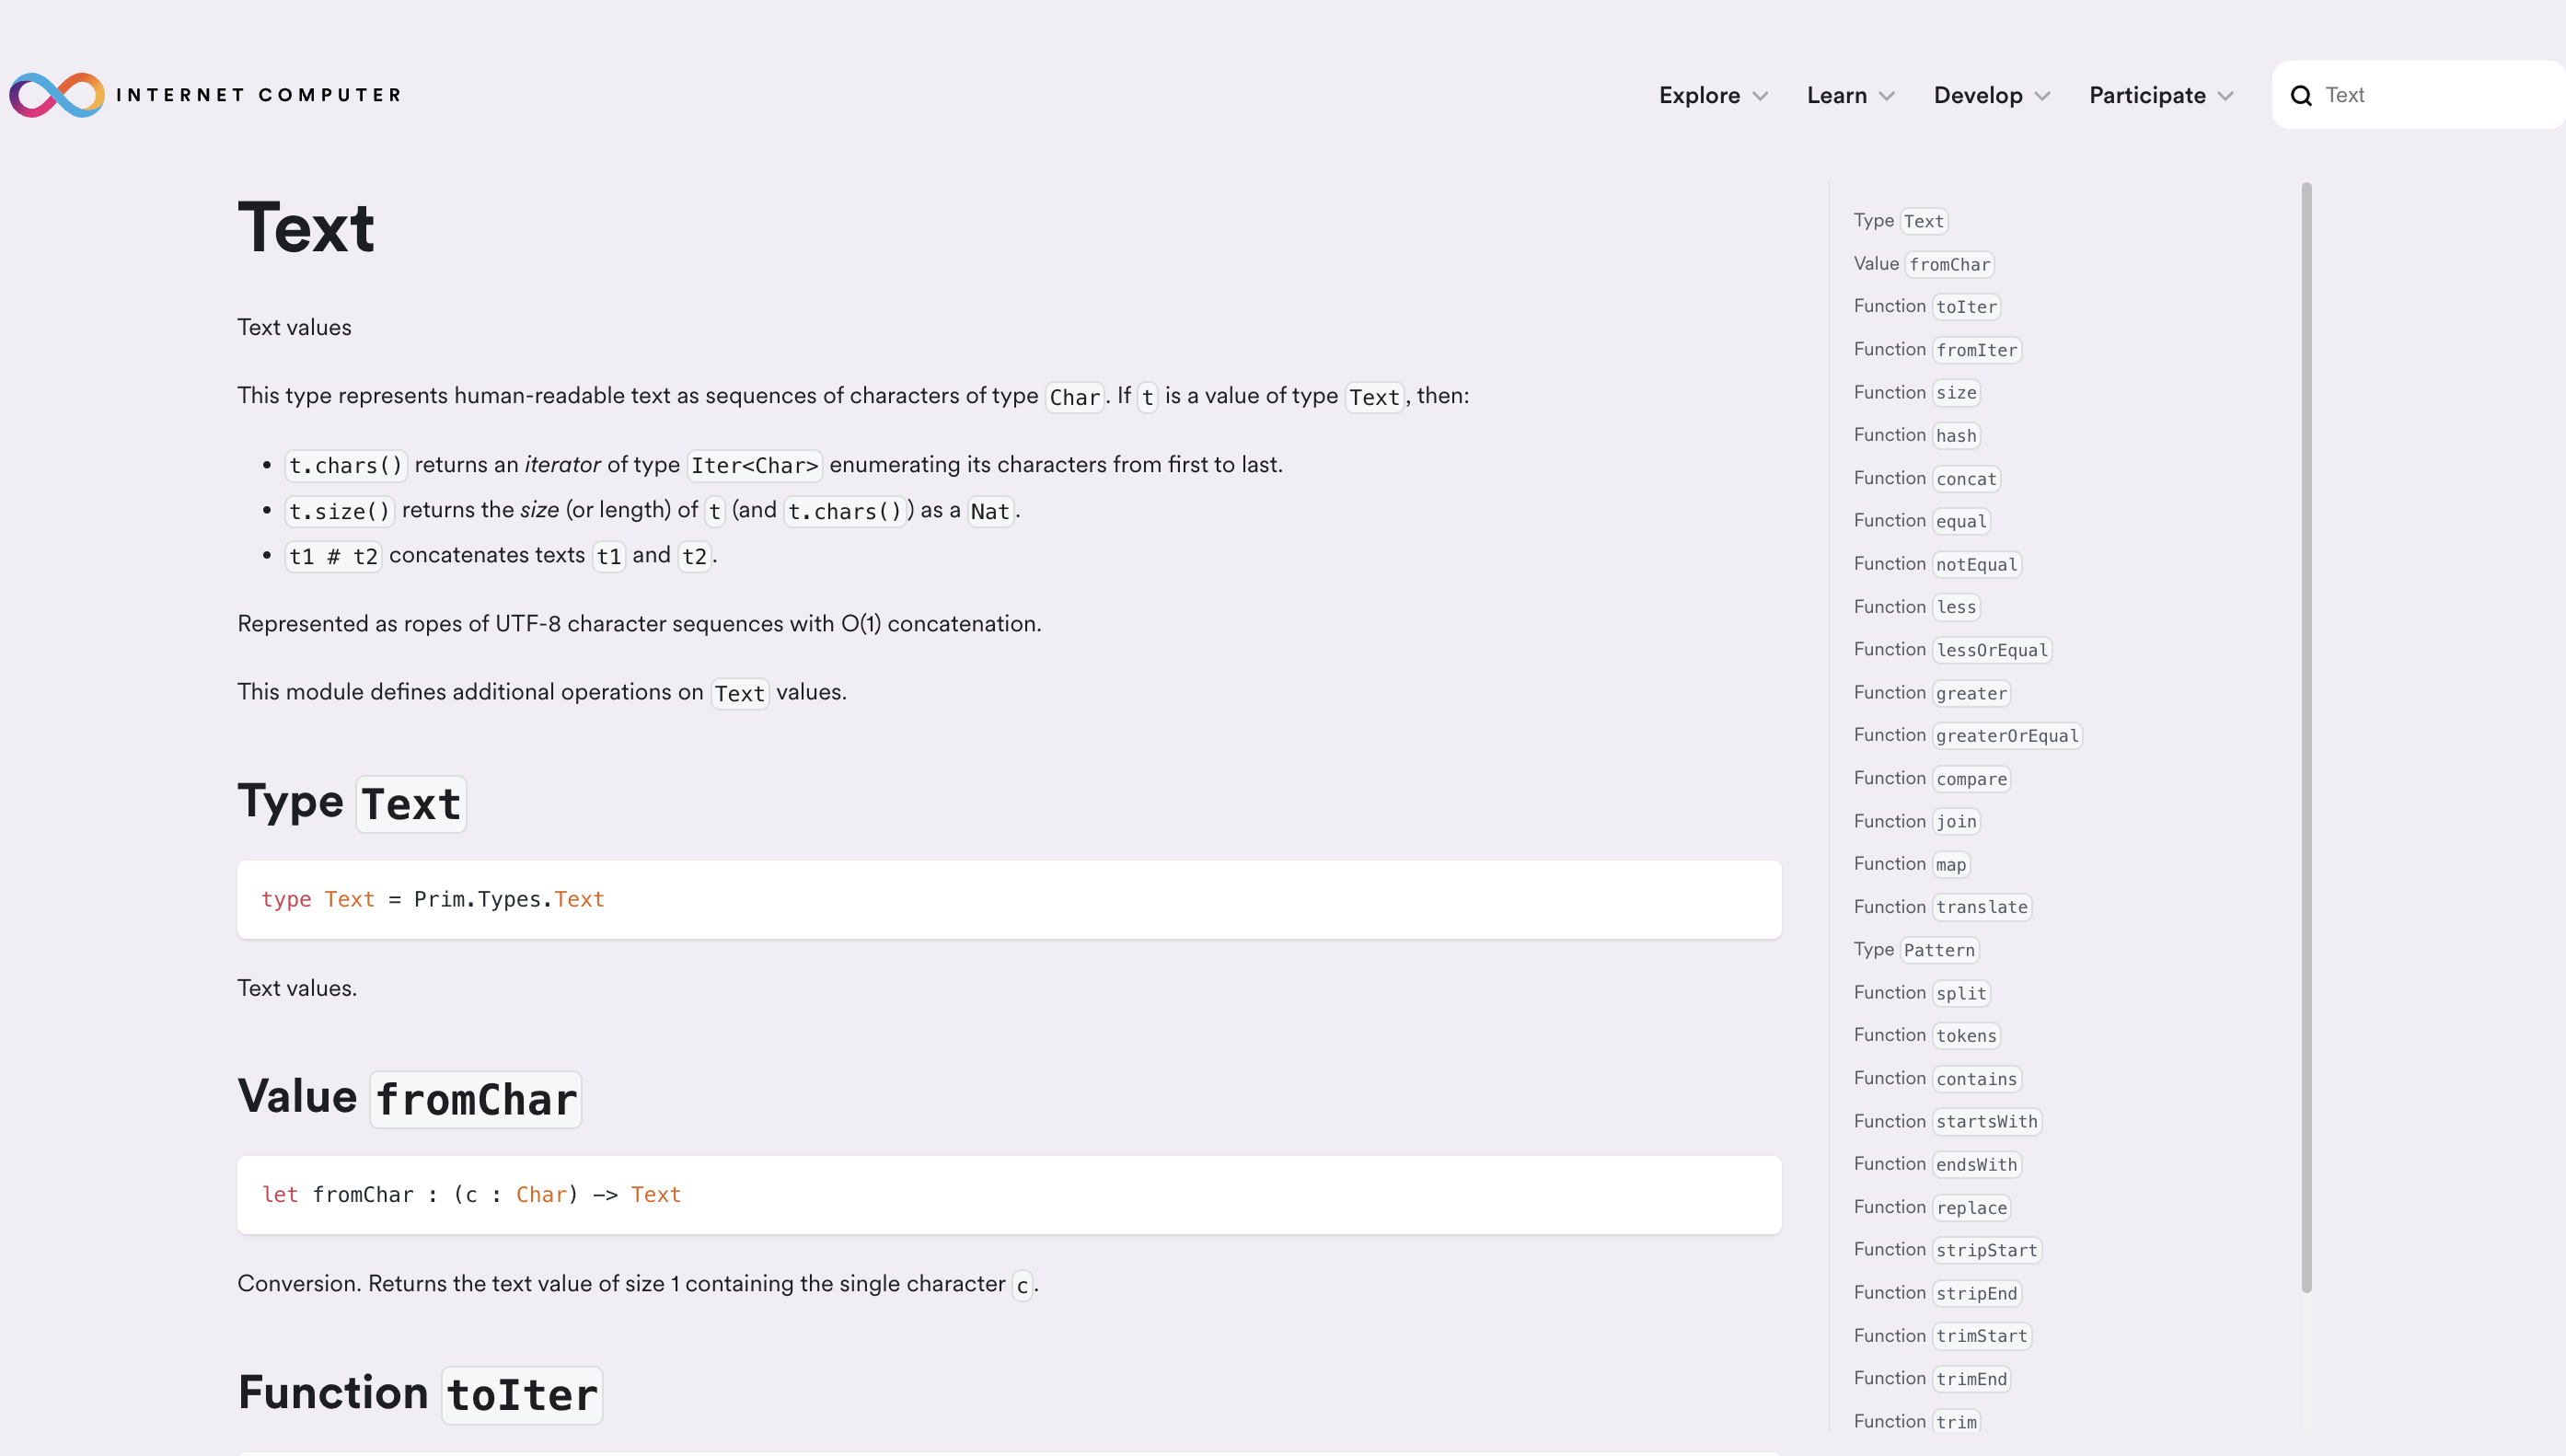 INTERNET COMPUTER
Explore Learn Develop Participate Text
Text
Text values
This type represents human-readable text as sequences of characters of type Char. If t is a value of type Text, then:
t.chars() returns an iterator of type Iter<Char> enumerating its characters from first to last.
t.size() returns the size (or length) of t (and t.chars()) as a Nat.
t1 # t2 concatenates texts t1 and t2.
Represented as ropes of UTF-8 character sequences with O(1) concatenation.
This module defines additional operations on Text values.
Type Text
type Text = Prim.Types.Text
Text values.
Value fromChar
let fromChar : (c : Char) -> Text
Conversion. Returns the text value of size 1 containing the single character c.
Function toIter
Type Text
Value fromChar
Function toIter
Function fromIter
Function size
Function hash
Function concat
Function equal
Function notEqual
Function less
Function lessOrEqual
Function greater
Function greaterOrEqual
Function compare
Function join
Function map
Function translate
Type Pattern
Function split
Function tokens
Function contains
Function startsWith
Function endsWith
Function replace
Function stripStart
Function stripEnd
Function trimStart
Function trimEnd
Function trim